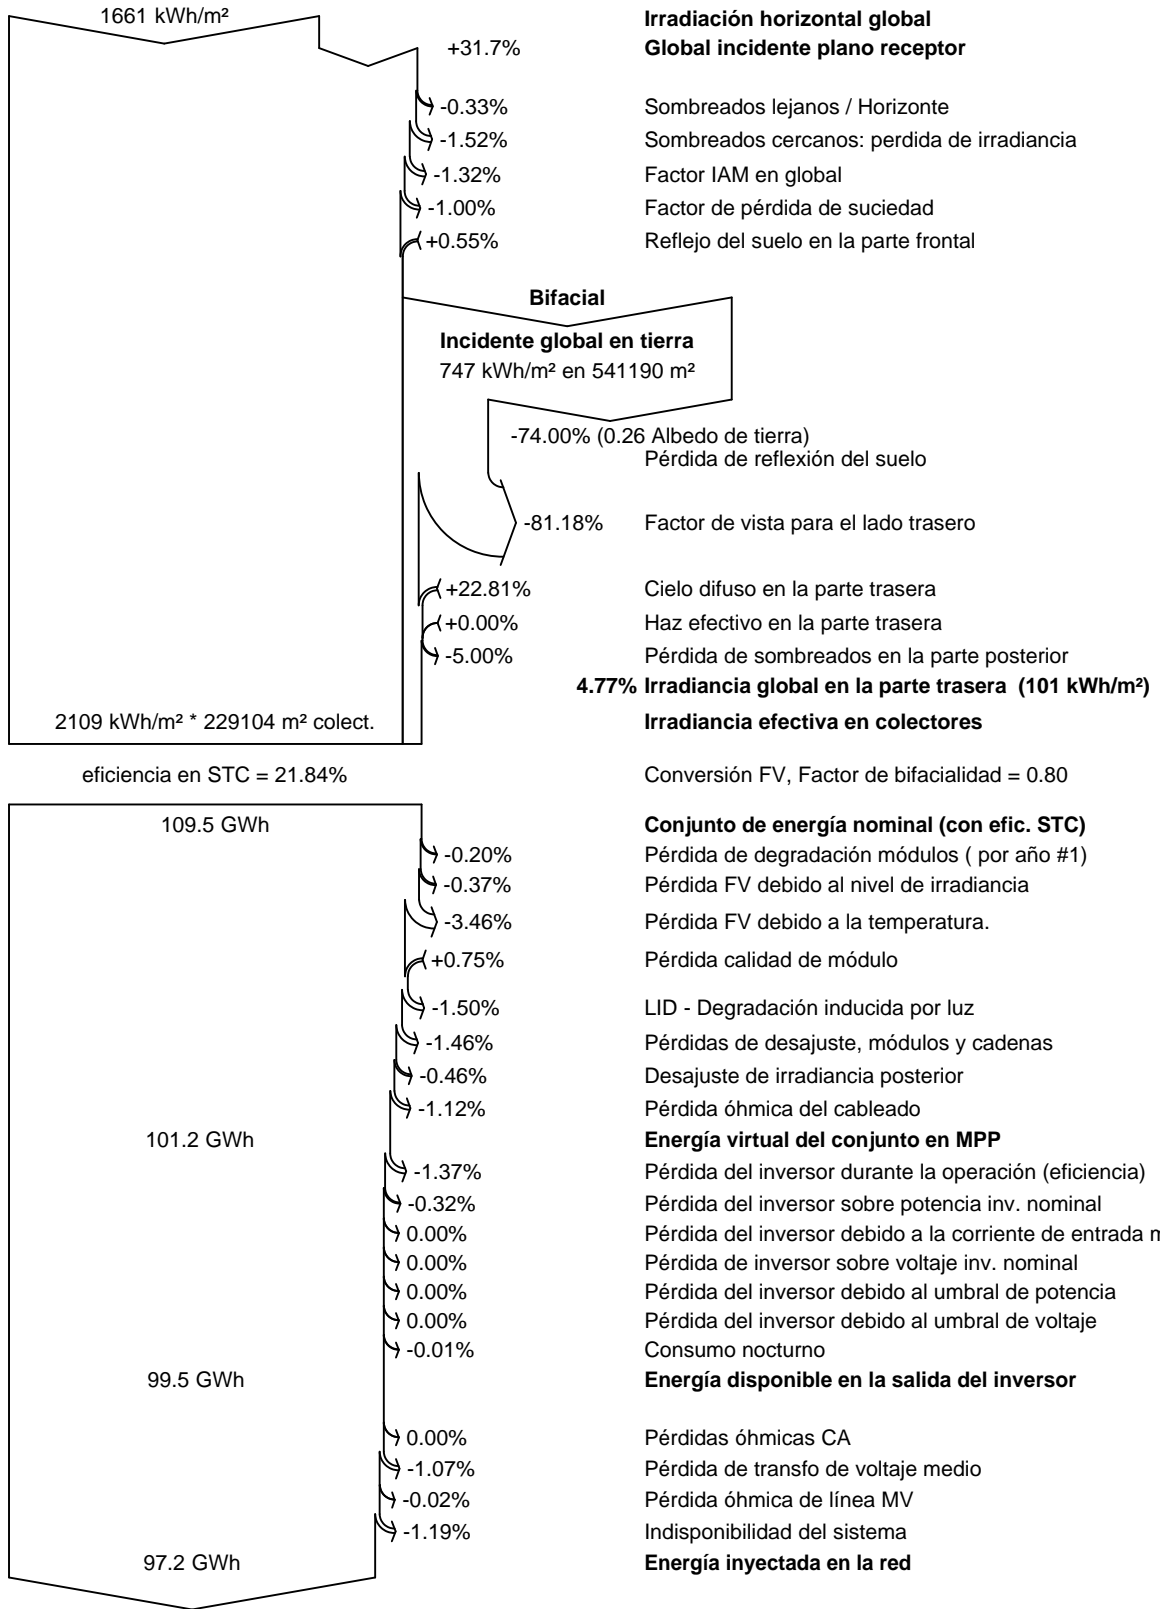 1661 kWh/m² Irradiación horizontal global
+31.7% Global incidente plano receptor
-0.33% Sombreados lejanos / Horizonte
-1.52% Sombreados cercanos: perdida de irradiancia
-1.32% Factor IAM en global
-1.00% Factor de pérdida de suciedad
+0.55% Reflejo del suelo en la parte frontal
Bifacial
Incidente global en tierra
747 kWh/m² en 541190 m²
-74.00% (0.26 Albedo de tierra)
Pérdida de reflexión del suelo
-81.18% Factor de vista para el lado trasero
+22.81% Cielo difuso en la parte trasera
+0.00% Haz efectivo en la parte trasera
-5.00% Pérdida de sombreados en la parte posterior
4.77% Irradiancia global en la parte trasera (101 kWh/m²)
2109 kWh/m² * 229104 m² colect. Irradiancia efectiva en colectores
eficiencia en STC = 21.84% Conversión FV, Factor de bifacialidad = 0.80
109.5 GWh Conjunto de energía nominal (con efic. STC)
-0.20% Pérdida de degradación módulos ( por año #1)
-0.37% Pérdida FV debido al nivel de irradiancia
-3.46% Pérdida FV debido a la temperatura.
+0.75% Pérdida calidad de módulo
-1.50% LID - Degradación inducida por luz
-1.46% Pérdidas de desajuste, módulos y cadenas
-0.46% Desajuste de irradiancia posterior
-1.12% Pérdida óhmica del cableado
101.2 GWh Energía virtual del conjunto en MPP
-1.37% Pérdida del inversor durante la operación (eficiencia)
-0.32% Pérdida del inversor sobre potencia inv. nominal
0.00% Pérdida del inversor debido a la corriente de entrada
0.00% Pérdida de inversor sobre voltaje inv. nominal
0.00% Pérdida del inversor debido al umbral de potencia
0.00% Pérdida del inversor debido al umbral de voltaje
-0.01% Consumo nocturno
99.5 GWh Energía disponible en la salida del inversor
0.00% Pérdidas óhmicas CA
-1.07% Pérdida de transfo de voltaje medio
-0.02% Pérdida óhmica de línea MV
-1.19% Indisponibilidad del sistema
97.2 GWh Energía inyectada en la red